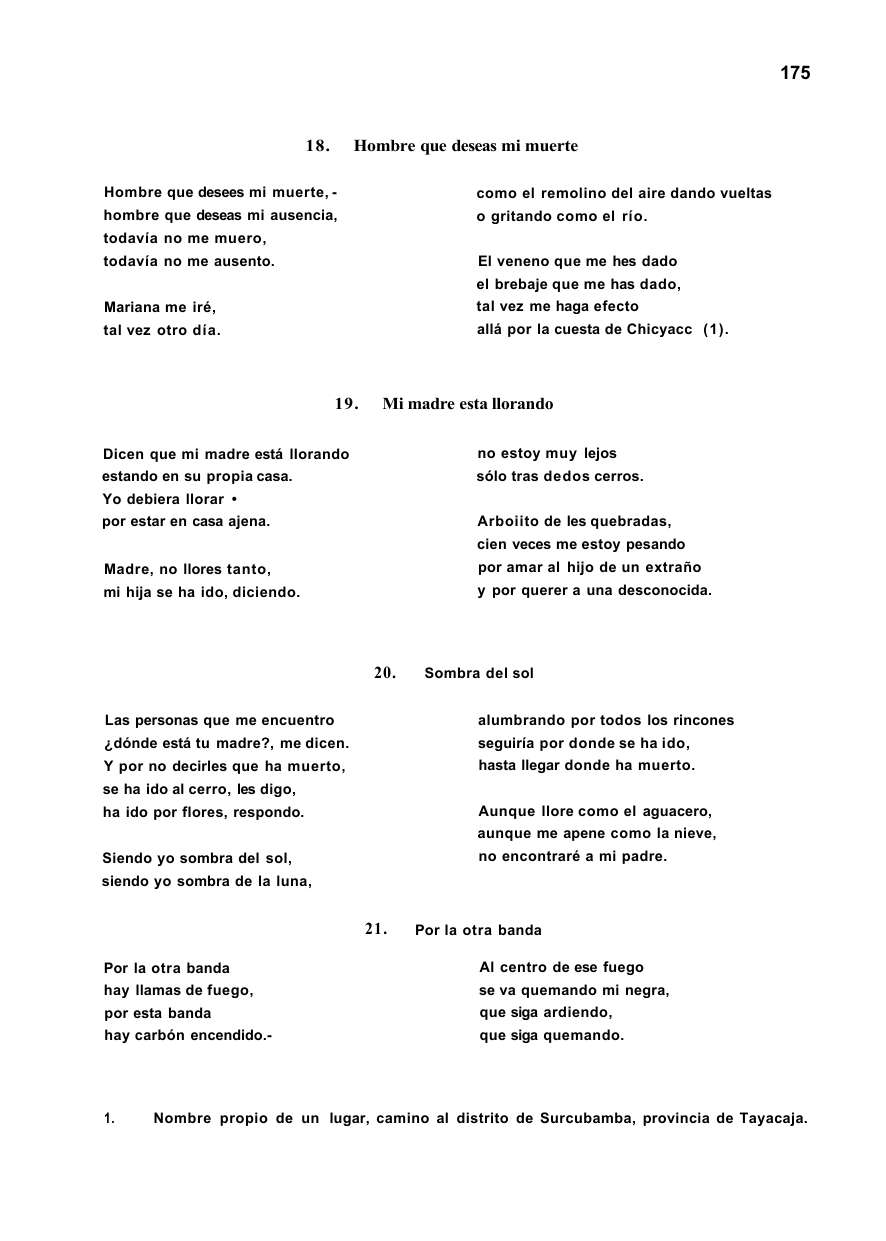 175
18. Hombre que deseas mi muerte
Hombre que desees mi muerte, -
hombre que deseas mi ausencia,
todavía no me muero,
todavía no me ausento.
Mariana me iré,
tal vez otro día.
como el remolino del aire dando vueltas
o gritando como el río.
El veneno que me hes dado
el brebaje que me has dado,
tal vez me haga efecto
allá por la cuesta de Chicyacc (1).
19. Mi madre esta llorando
Dicen que mi madre está llorando
estando en su propia casa.
Yo debiera llorar •
por estar en casa ajena.
Madre, no llores tanto,
mi hija se ha ido, diciendo.
no estoy muy lejos
sólo tras dedos cerros.
Arboiito de les quebradas,
cien veces me estoy pesando
por amar al hijo de un extraño
y por querer a una desconocida.
20. Sombra del sol
Las personas que me encuentro
¿dónde está tu madre?, me dicen.
Y por no decirles que ha muerto,
se ha ido al cerro, les digo,
ha ido por flores, respondo.
Siendo yo sombra del sol,
siendo yo sombra de la luna,
alumbrando por todos los rincones
seguiría por donde se ha ido,
hasta llegar donde ha muerto.
Aunque llore como el aguacero,
aunque me apene como la nieve,
no encontraré a mi padre.
21. Por la otra banda
Por la otra banda
hay llamas de fuego,
por esta banda
hay carbón encendido.-
Al centro de ese fuego
se va quemando mi negra,
que siga ardiendo,
que siga quemando.
1. Nombre propio de un lugar, camino al distrito de Surcubamba, provincia de Tayacaja.